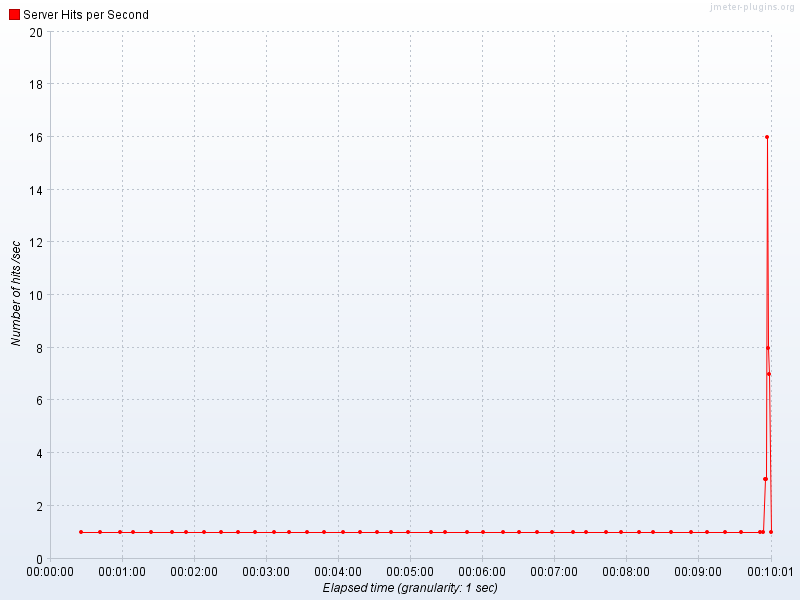 Server Hits per Second
jmeter-plugins.org
20
18
16
14
12
10
8
6
4
2
0
Number of hits/sec
00:00:00 00:01:00 00:02:00 00:03:00 00:04:00 00:05:00 00:06:00 00:07:00 00:08:00 00:09:00 00:10:01
Elapsed time (granularity: 1 sec)